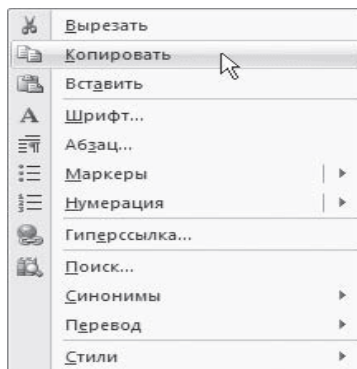 Вырезать
Копировать
Вставить
Шрифт...
Абзац...
Маркеры
Нумерация
Гиперссылка...
Поиск...
Синонимы
Перевод
Стили